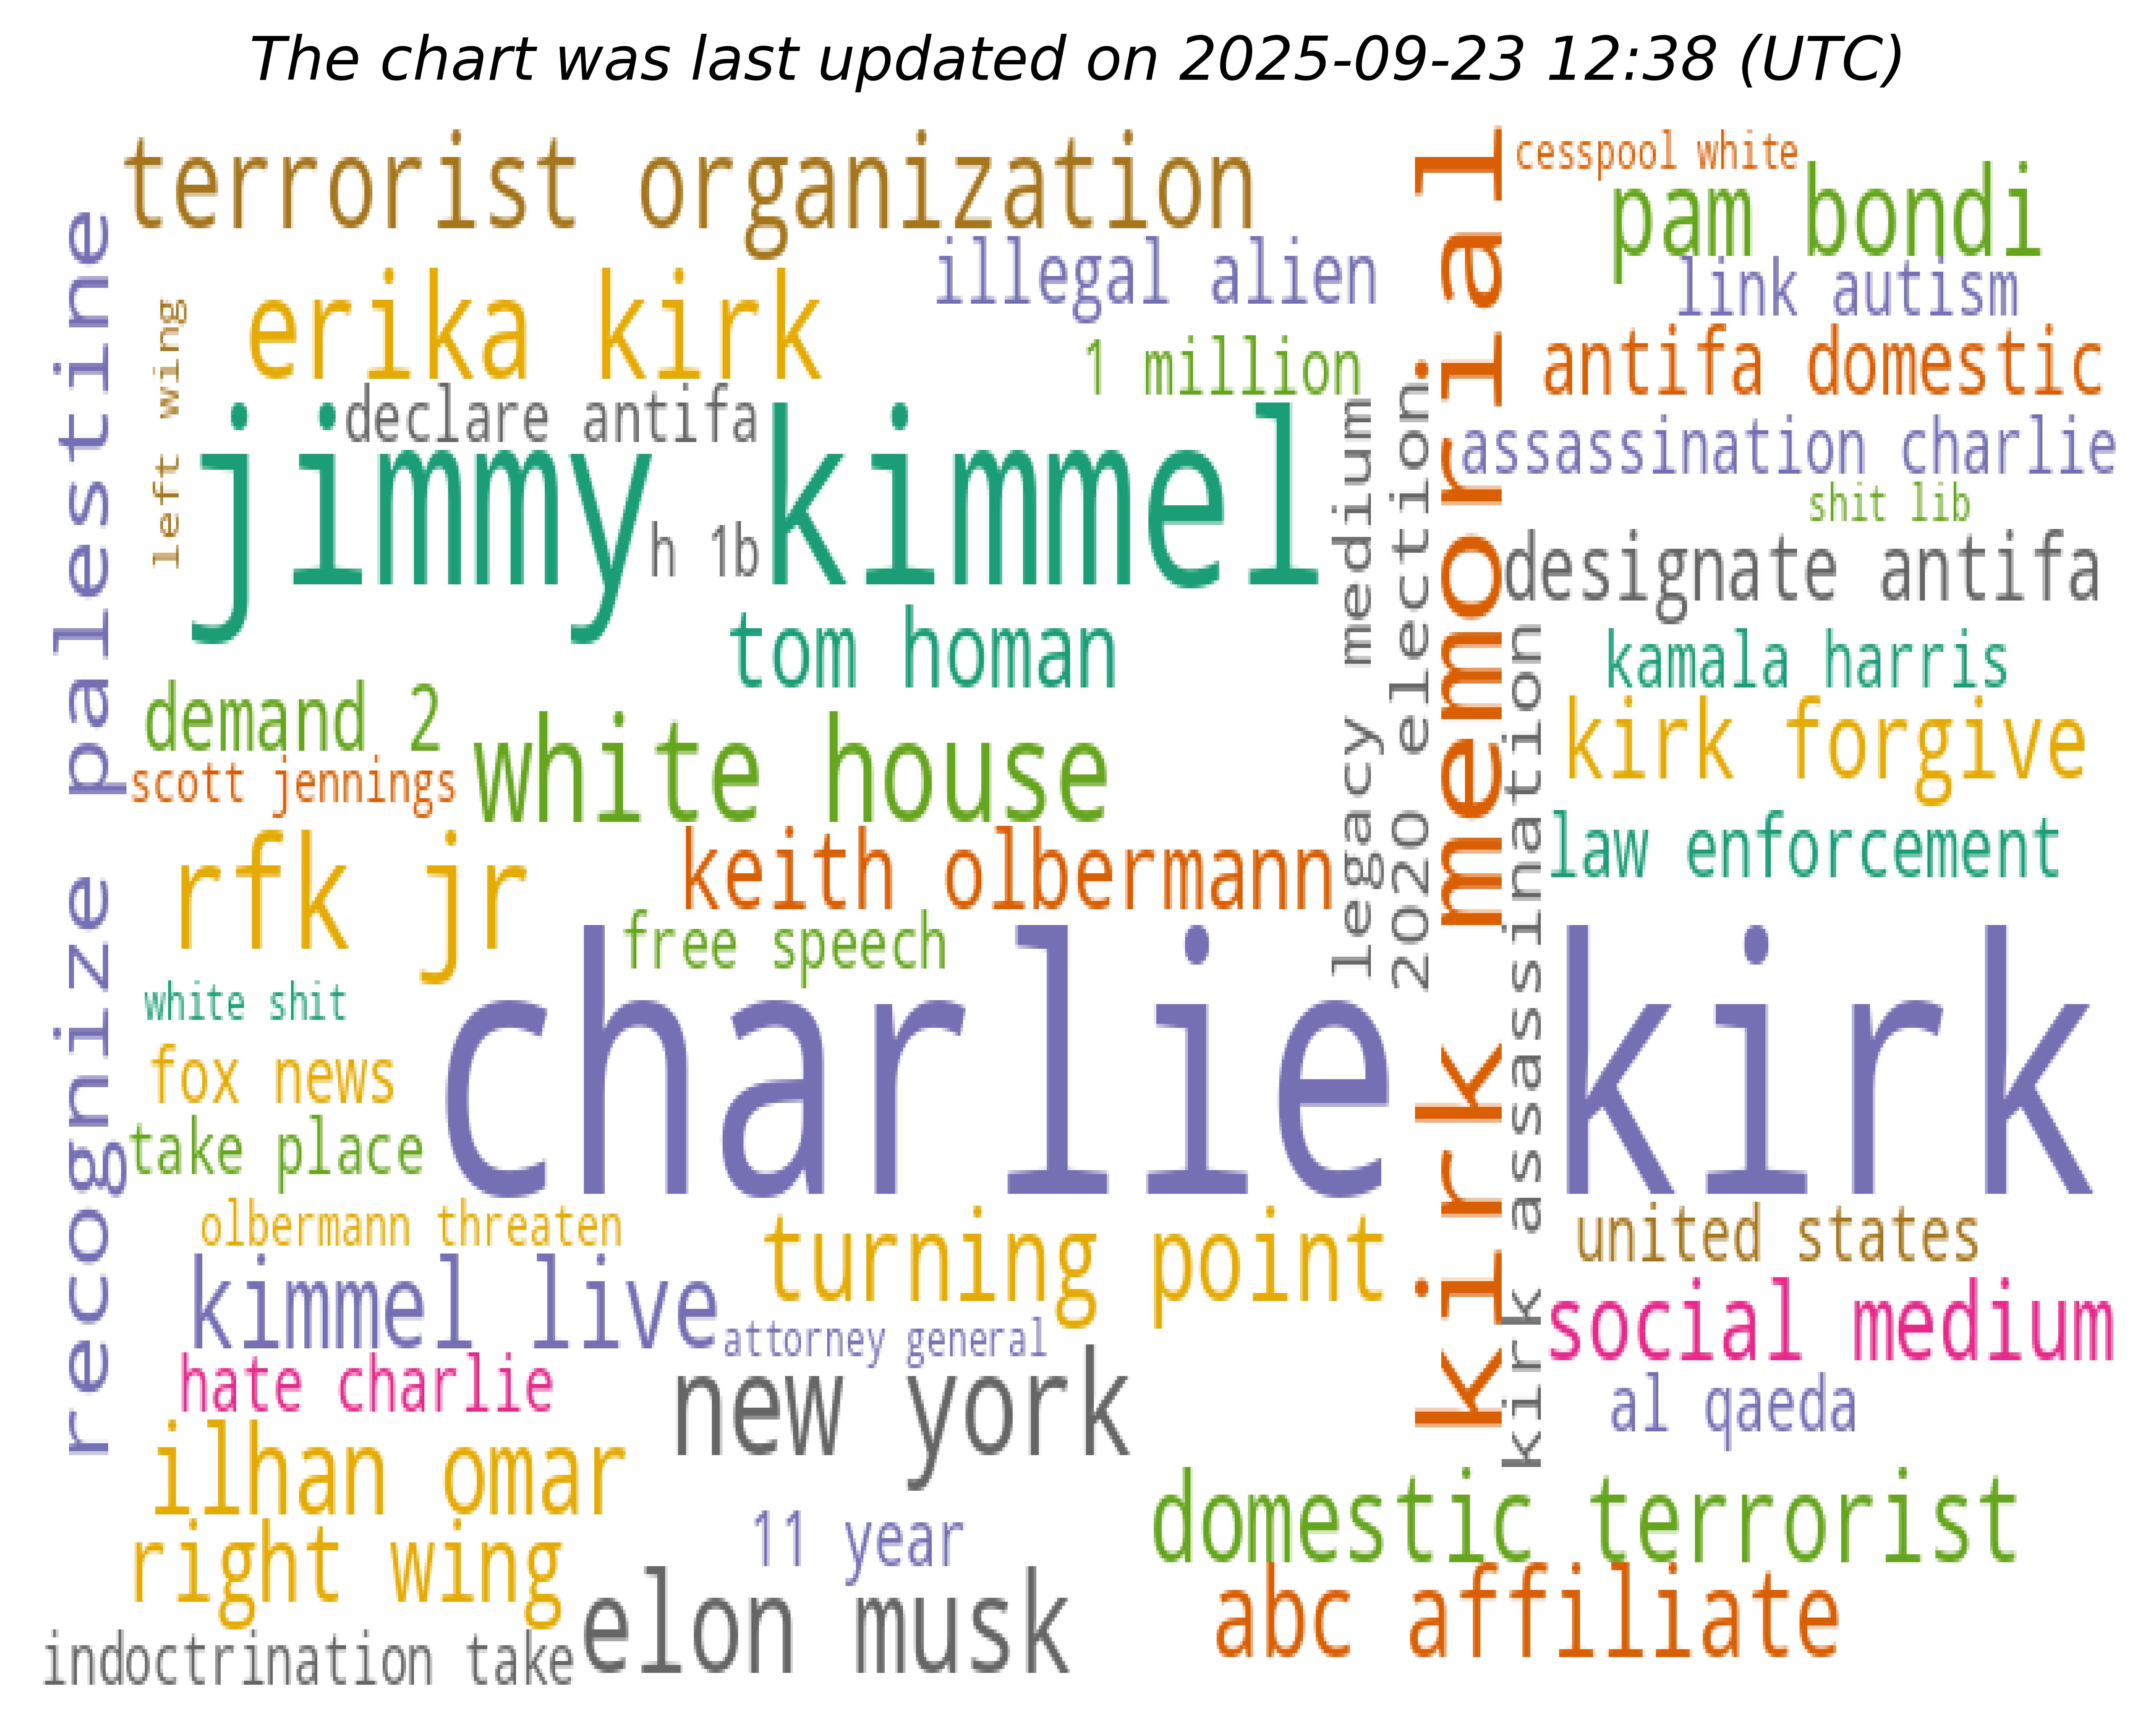 The chart was last updated on 2025-09-23 12:38 (UTC)
terrorist organization
cesspool white
pam bondi
illegal alien
link autism
erika kirk
1 million
antifa domestic
left wing
declare antifa
assassination charlie
jimmy kimmel
shit lib
h 1b
designate antifa
tom homan
kamala harris
demand 2
white house
kirk forgive
scott jennings
recognize palestine
legacy medium
2020 election
kirk memorial
kirk assassination
law enforcement
rfk jr
keith olbermann
free speech
white shit
charlie kirk
fox news
take place
olbermann threaten
turning point
united states
kimmel live
attorney general
social medium
hate charlie
new york
al qaeda
ilhan omar
domestic terrorist
right wing
11 year
elon musk
abc affiliate
indoctrination take